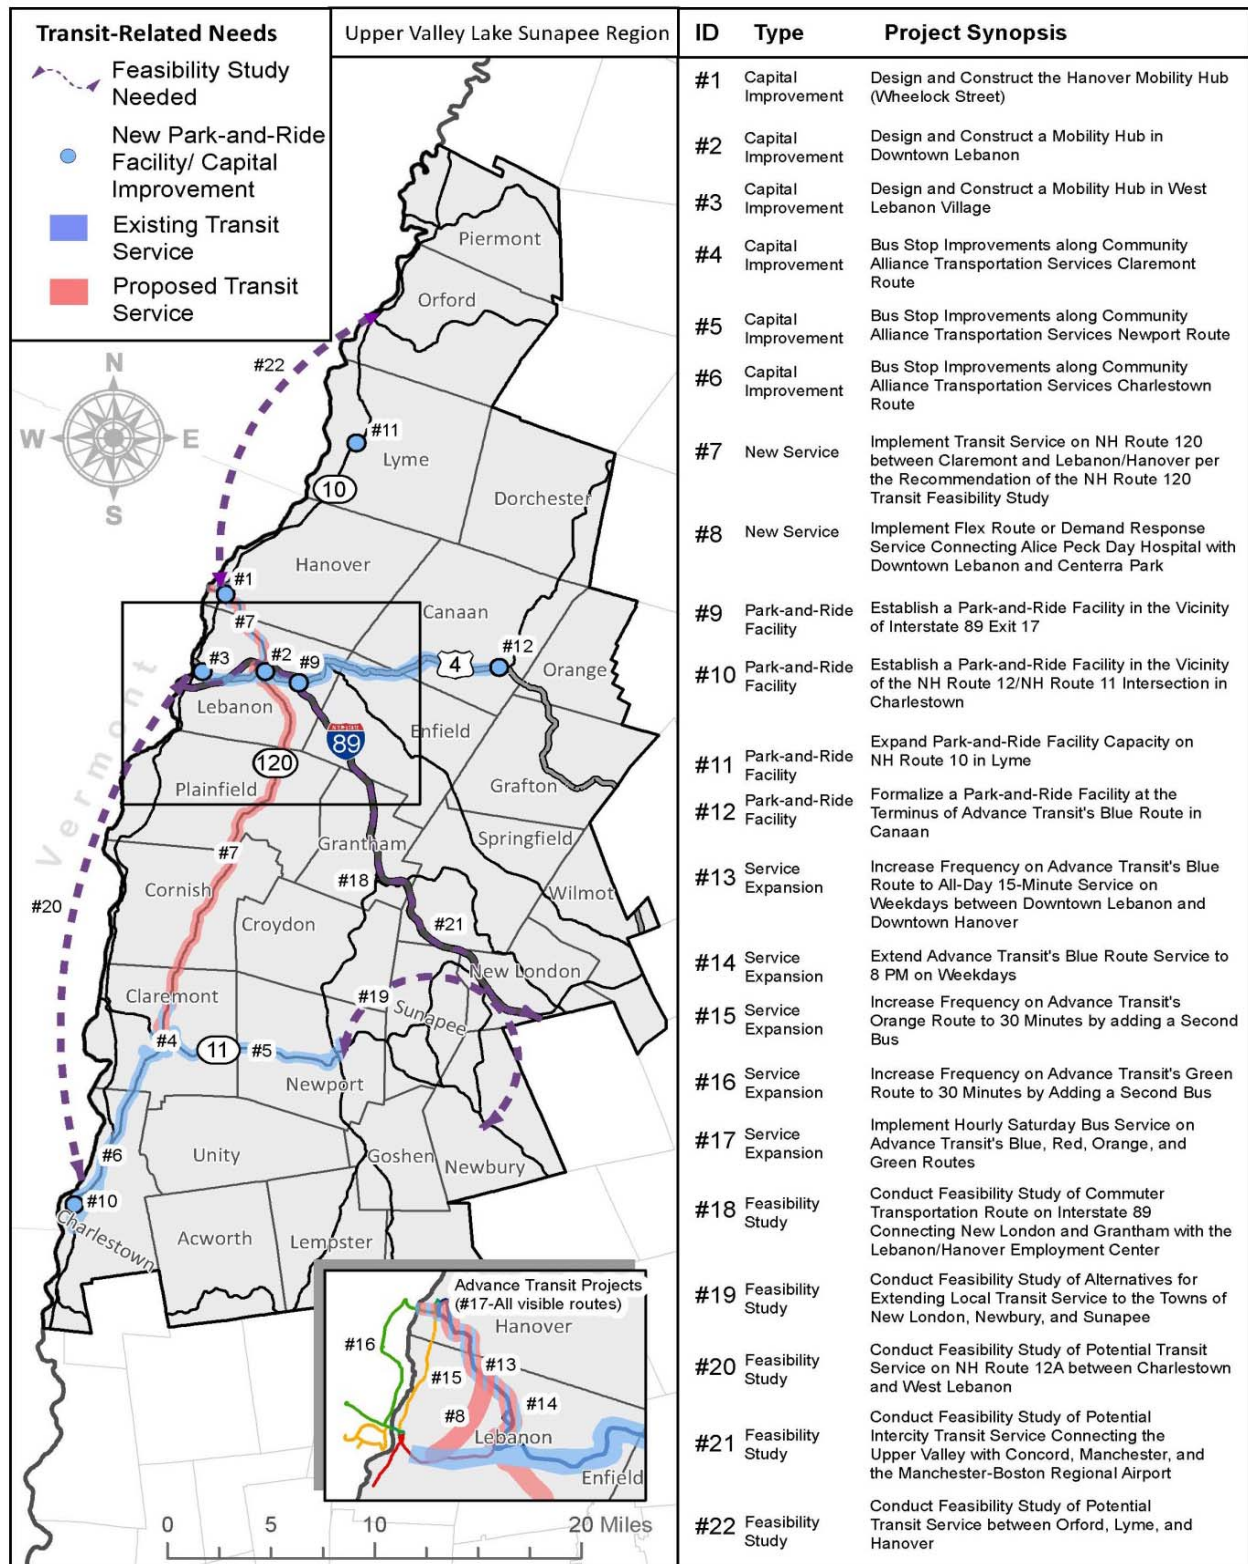 Transit-Related Needs
Feasibility Study
Needed
New Park-and-Ride
Facility/ Capital
Improvement
Existing Transit
Service
Proposed Transit
Service
Upper Valley Lake Sunapee Region
N
W
E
S
Vermont
Piermont
Orford
#22
#11
Lyme
10
Dorchester
Hanover
#1
Canaan
#7
#12
#3
#2
#9
4
Orange
Lebanon
Enfield
89
120
Plainfield
Grafton
Grantham
Springfield
#7
#18
Cornish
Wilmot
#20
Croydon
#21
New London
Claremont
#19
Sunapee
#4
11
#5
Newport
#6
Unity
Goshen
Newbury
#10
Charlestown
Acworth
Lempster
Advance Transit Projects
(#17-All visible routes)
Hanover
#16
#13
#15
#14
#8
Lebanon
Enfield
0 5 10 20 Miles
ID Type Project Synopsis
#1 Capital Improvement
Design and Construct the Hanover Mobility Hub
(Wheelock Street)
#2 Capital Improvement
Design and Construct a Mobility Hub in
Downtown Lebanon
#3 Capital Improvement
Design and Construct a Mobility Hub in West
Lebanon Village
#4 Capital Improvement
Bus Stop Improvements along Community
Alliance Transportation Services Claremont
Route
#5 Capital Improvement
Bus Stop Improvements along Community
Alliance Transportation Services Newport Route
#6 Capital Improvement
Bus Stop Improvements along Community
Alliance Transportation Services Charlestown
Route
#7 New Service
Implement Transit Service on NH Route 120
between Claremont and Lebanon/Hanover per
the Recommendation of the NH Route 120
Transit Feasibility Study
#8 New Service
Implement Flex Route or Demand Response
Service Connecting Alice Peck Day Hospital with
Downtown Lebanon and Centerra Park
#9 Park-and-Ride Facility
Establish a Park-and-Ride Facility in the Vicinity
of Interstate 89 Exit 17
#10 Park-and-Ride Facility
Establish a Park-and-Ride Facility in the Vicinity
of the NH Route 12/NH Route 11 Intersection in
Charlestown
#11 Park-and-Ride Facility
Expand Park-and-Ride Facility Capacity on
NH Route 10 in Lyme
#12 Park-and-Ride Facility
Formalize a Park-and-Ride Facility at the
Terminus of Advance Transit's Blue Route in
Canaan
#13 Service Expansion
Increase Frequency on Advance Transit's Blue
Route to All-Day 15-Minute Service on
Weekdays between Downtown Lebanon and
Downtown Hanover
#14 Service Expansion
Extend Advance Transit's Blue Route Service to
8 PM on Weekdays
#15 Service Expansion
Increase Frequency on Advance Transit's
Orange Route to 30 Minutes by adding a Second
Bus
#16 Service Expansion
Increase Frequency on Advance Transit's Green
Route to 30 Minutes by Adding a Second Bus
#17 Service Expansion
Implement Hourly Saturday Bus Service on
Advance Transit's Blue, Red, Orange, and
Green Routes
#18 Feasibility Study
Conduct Feasibility Study of Commuter
Transportation Route on Interstate 89
Connecting New London and Grantham with the
Lebanon/Hanover Employment Center
#19 Feasibility Study
Conduct Feasibility Study of Alternatives for
Extending Local Transit Service to the Towns of
New London, Newbury, and Sunapee
#20 Feasibility Study
Conduct Feasibility Study of Potential Transit
Service on NH Route 12A between Charlestown
and West Lebanon
#21 Feasibility Study
Conduct Feasibility Study of Potential
Intercity Transit Service Connecting the
Upper Valley with Concord, Manchester, and
the Manchester-Boston Regional Airport
#22 Feasibility Study
Conduct Feasibility Study of Potential
Transit Service between Orford, Lyme, and
Hanover